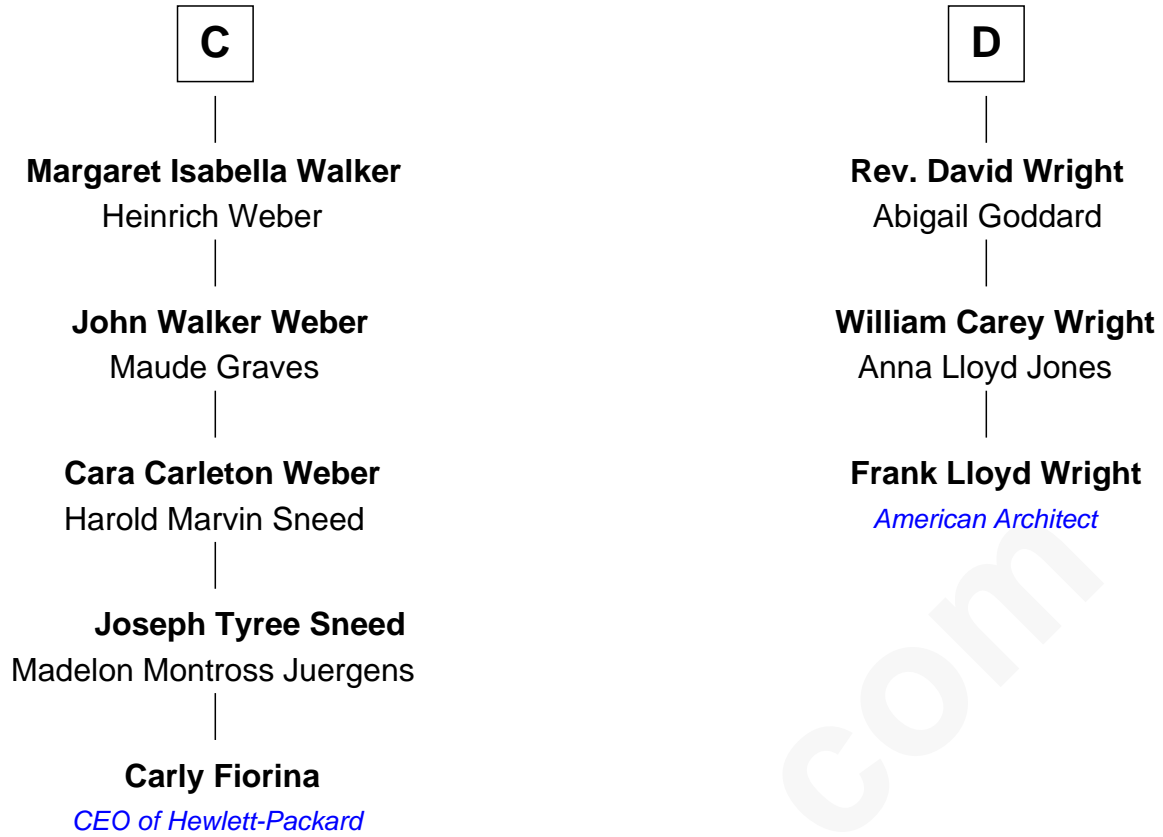 C
Margaret Isabella Walker
Heinrich Weber
John Walker Weber
Maude Graves
Cara Carleton Weber
Harold Marvin Sneed
Joseph Tyree Sneed
Madelon Montross Juergens
Carly Fiorina
CEO of Hewlett-Packard
D
Rev. David Wright
Abigail Goddard
William Carey Wright
Anna Lloyd Jones
Frank Lloyd Wright
American Architect
com